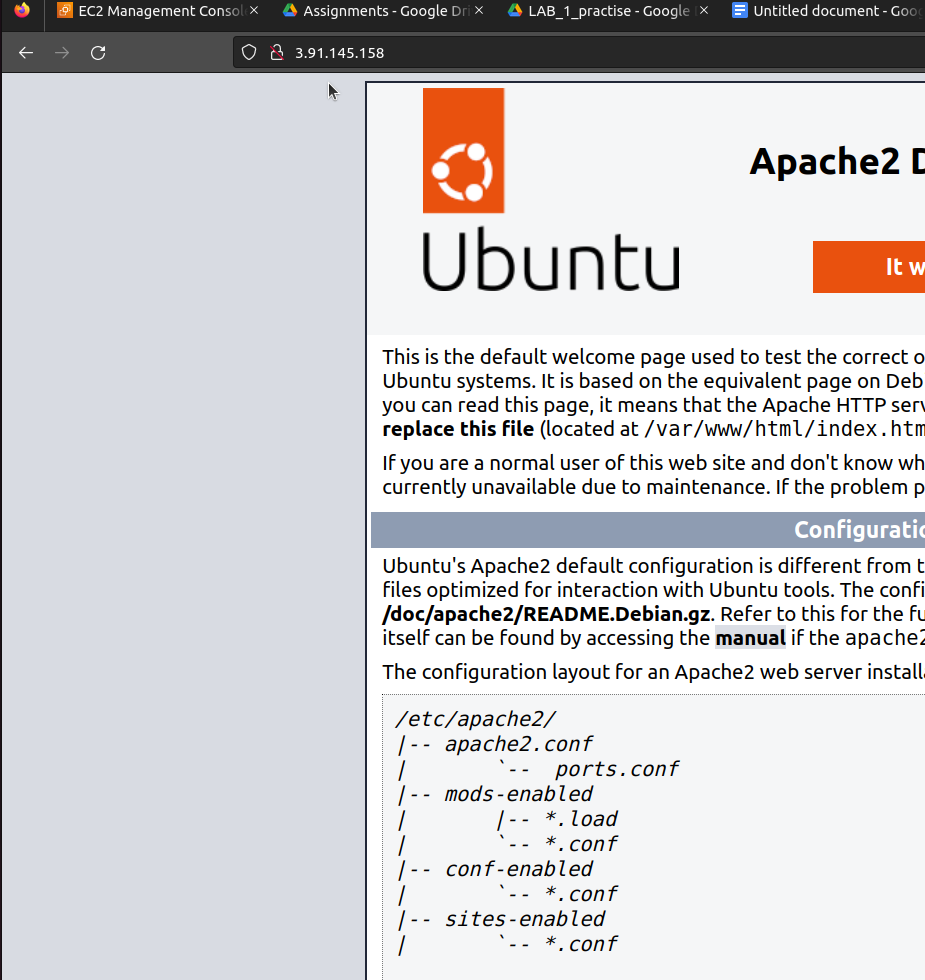 EC2 Management Consol
Assignments - Google Dri
LAB_1_practise - Google
Untitled document - Goo
3.91.145.158
Ubuntu
Apache2 D
It w
This is the default welcome page used to test the correct o
Ubuntu systems. It is based on the equivalent page on Deb
you can read this page, it means that the Apache HTTP serv
replace this file (located at /var/www/html/index.htm
If you are a normal user of this web site and don't know wh
currently unavailable due to maintenance. If the problem p
Configuratio
Ubuntu's Apache2 default configuration is different from t
files optimized for interaction with Ubuntu tools. The confi
/doc/apache2/README.Debian.gz. Refer to this for the fu
itself can be found by accessing the manual if the apache2
The configuration layout for an Apache2 web server installa
/etc/apache2/
|-- apache2.conf
|       `--  ports.conf
|-- mods-enabled
|       |-- *.load
|       `-- *.conf
|-- conf-enabled
|       `-- *.conf
|-- sites-enabled
|       `-- *.conf